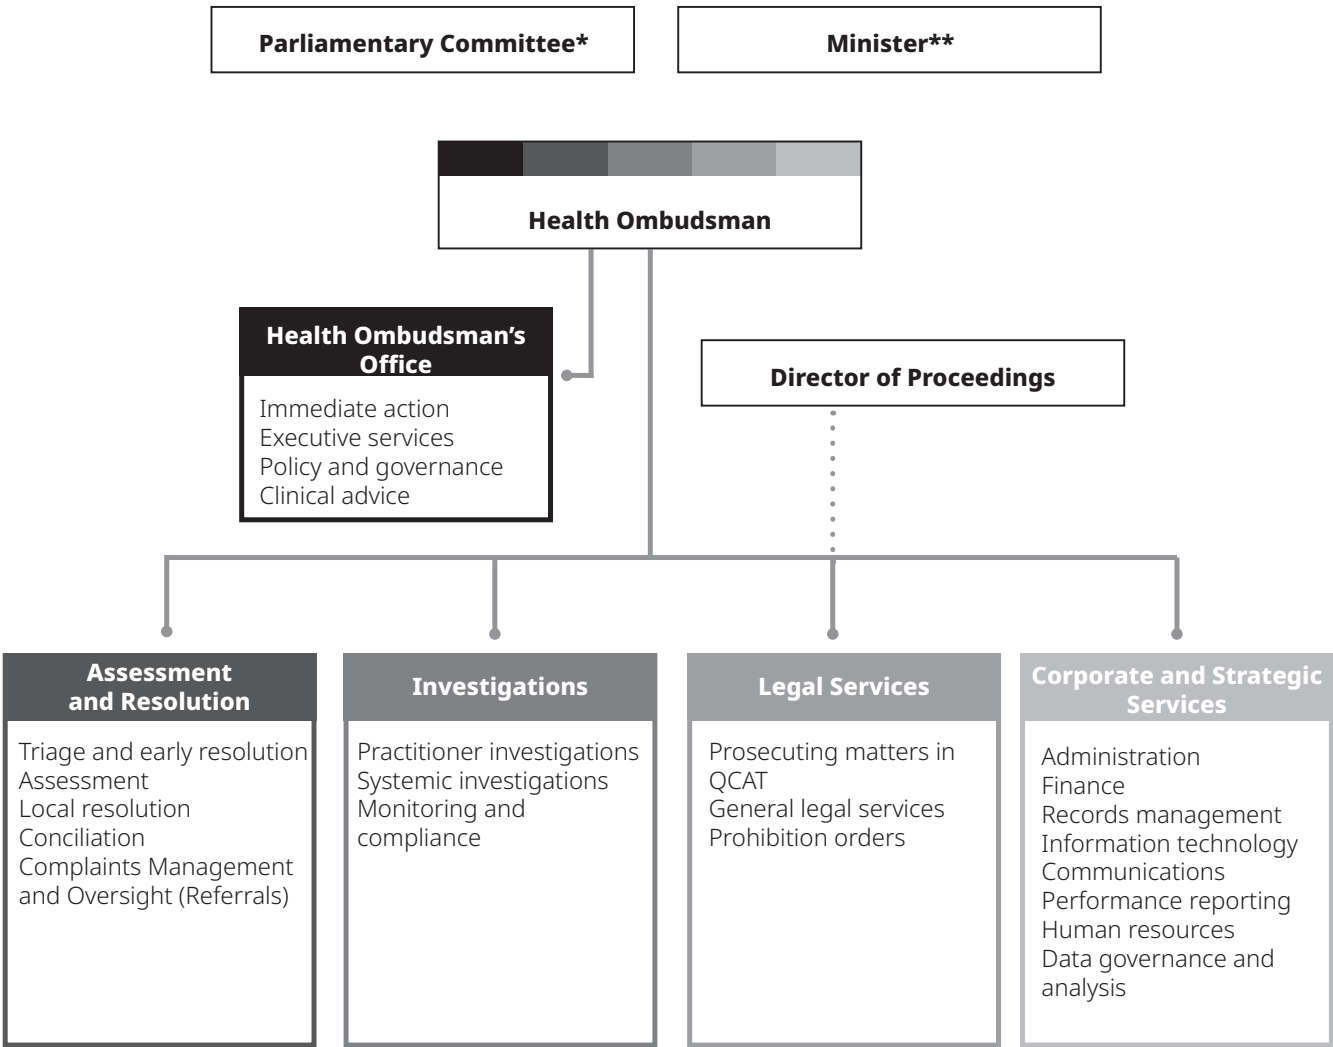 Parliamentary Committee*
Minister**
Health Ombudsman
Health Ombudsman’s
Office
Immediate action
Executive services
Policy and governance
Clinical advice
Director of Proceedings
Assessment
and Resolution
Triage and early resolution
Assessment
Local resolution
Conciliation
Complaints Management
and Oversight (Referrals)
Investigations
Practitioner investigations
Systemic investigations
Monitoring and
compliance
Legal Services
Prosecuting matters in
QCAT
General legal services
Prohibition orders
Corporate and Strategic
Services
Administration
Finance
Records management
Information technology
Communications
Performance reporting
Human resources
Data governance and
analysis